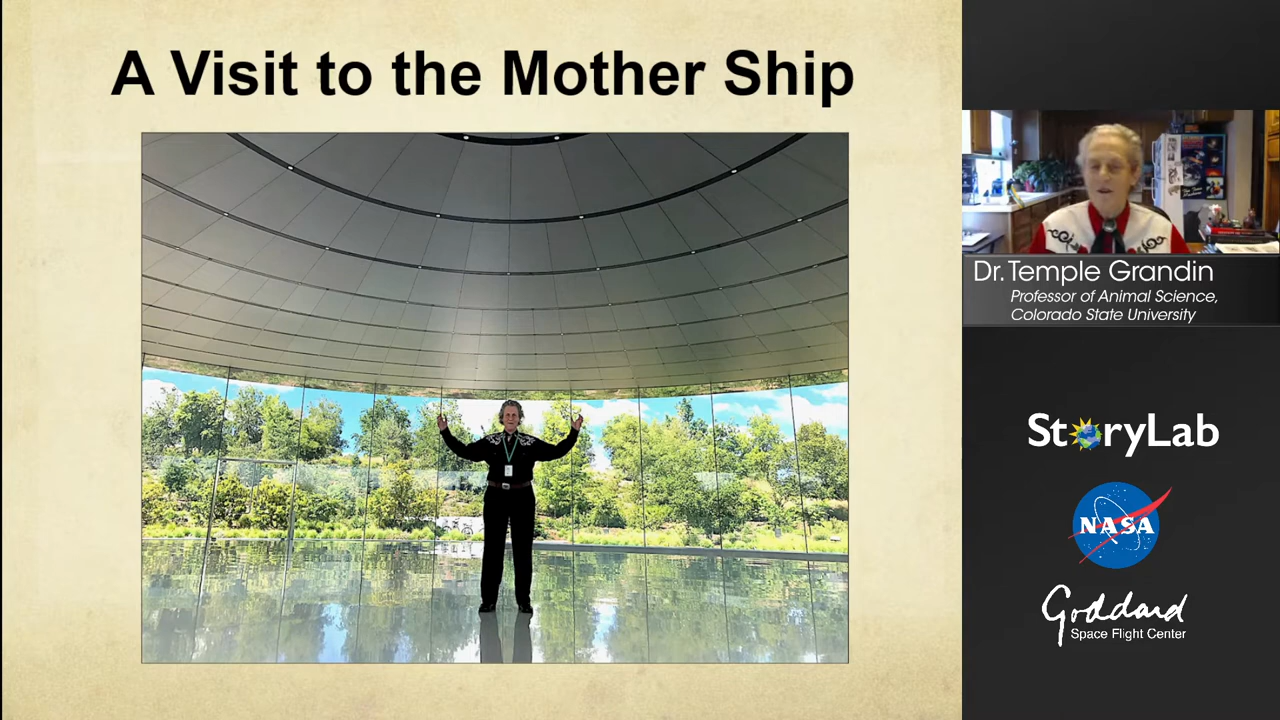 A Visit to the Mother Ship
Dr. Temple Grandin
Professor of Animal Science,
Colorado State University
StoryLab
NASA
Goddard
Space Flight Center